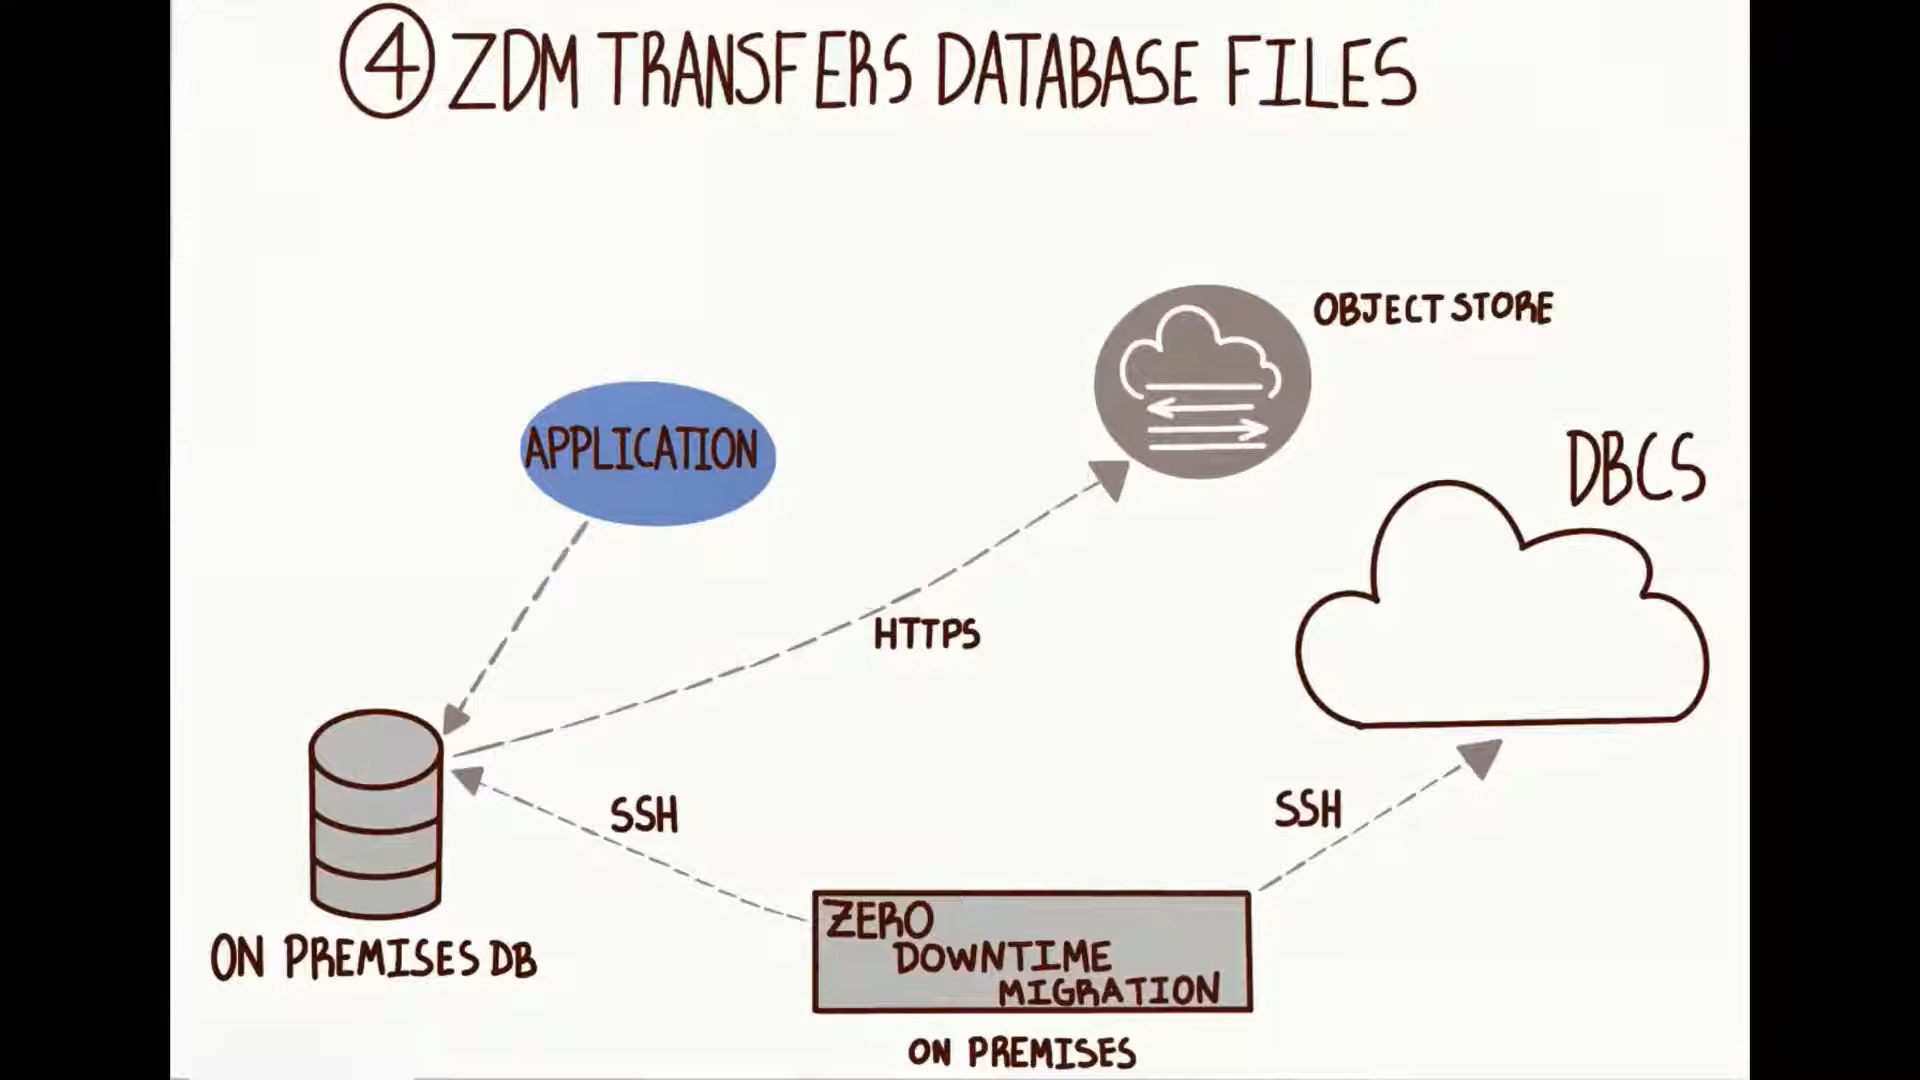 4 ZDM TRANSFERS DATABASE FILES
OBJECT STORE
APPLICATION
DBCS
HTTPS
SSH
SSH
ZERO
DOWNTIME
MIGRATION
ON PREMISES DB
ON PREMISES